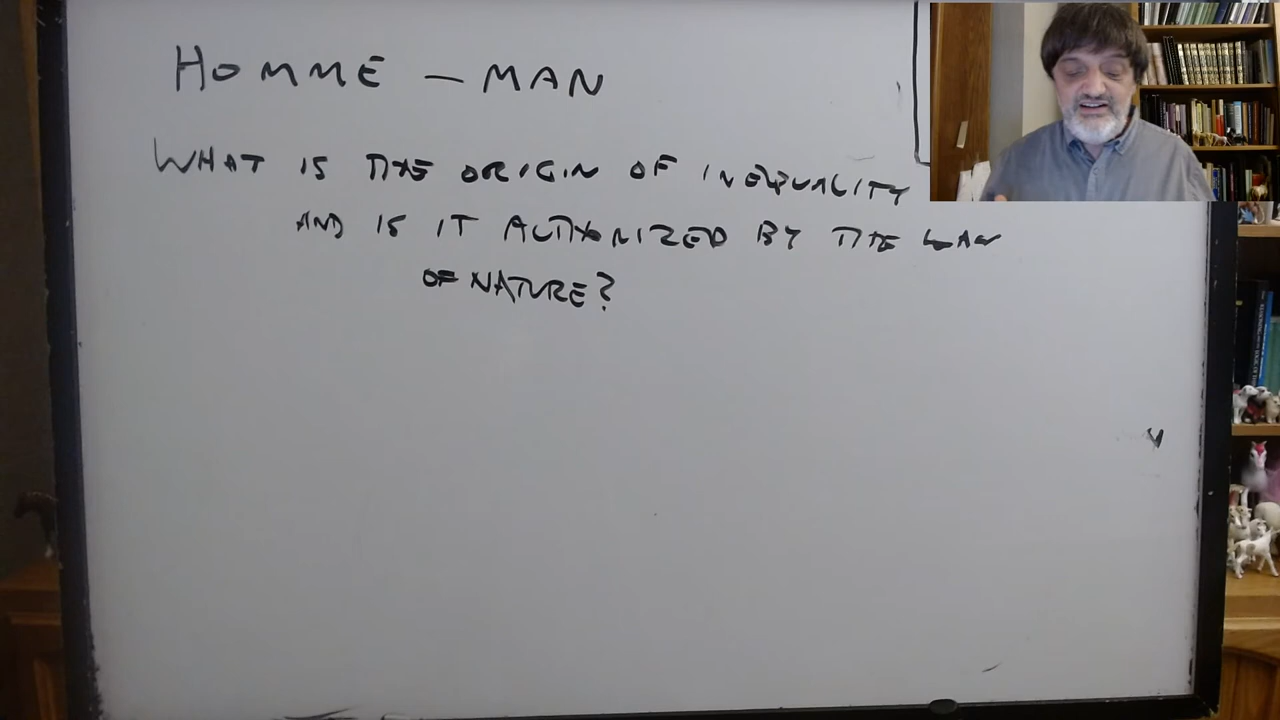 HOMME — MAN
WHAT IS THE ORIGIN OF INEQUALITY
AND IS IT AUTHORIZED BY THE LAW
OF NATURE?